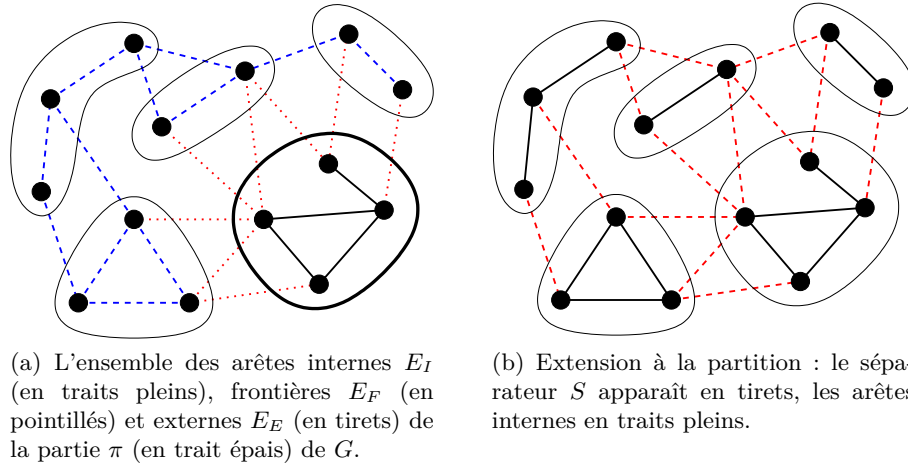 (a) L'ensemble des arêtes internes E_I
(en traits pleins), frontières E_F (en
pointillés) et externes E_E (en tirets) de
la partie π (en trait épais) de G.
(b) Extension à la partition : le sépa-
rateur S apparaît en tirets, les arêtes
internes en traits pleins.